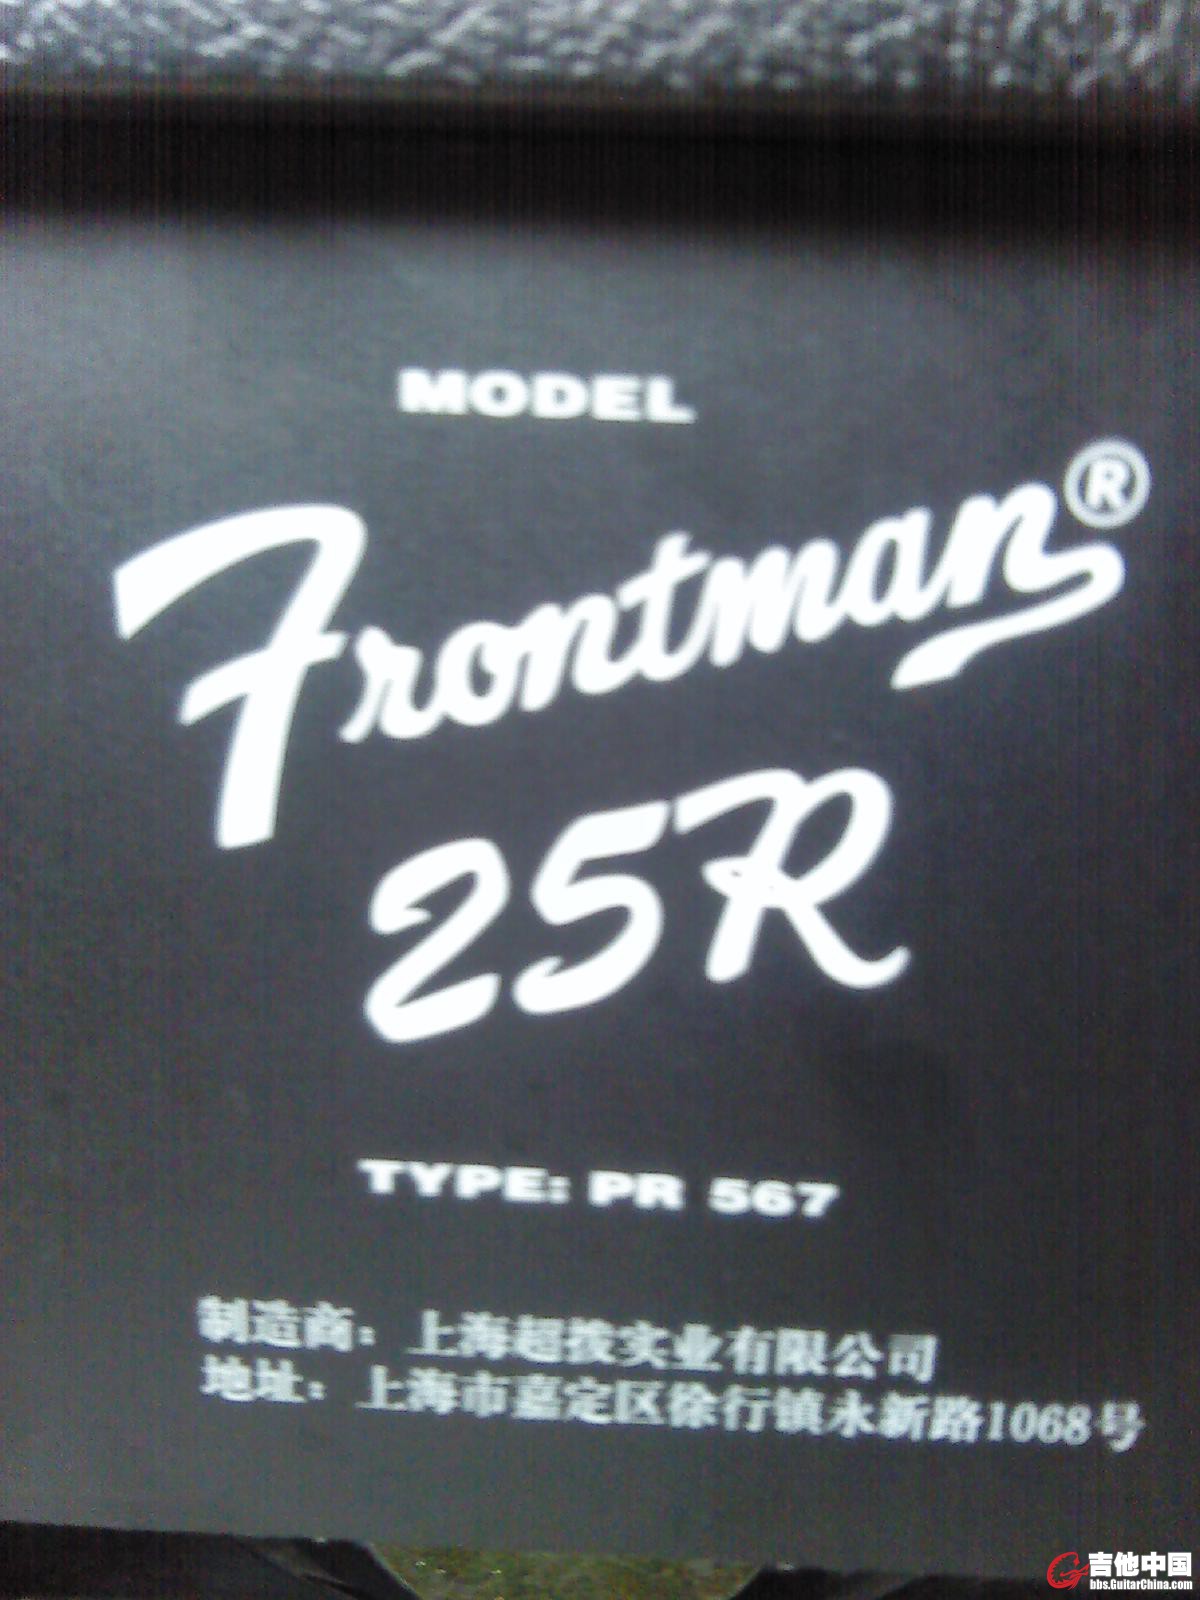 MODEL
Frontman®
25R
TYPE: PR 567
制造商：上海超拨实业有限公司
地址：上海市嘉定区徐行镇永新路1068号
吉他中国
bbs.GuitarChina.com